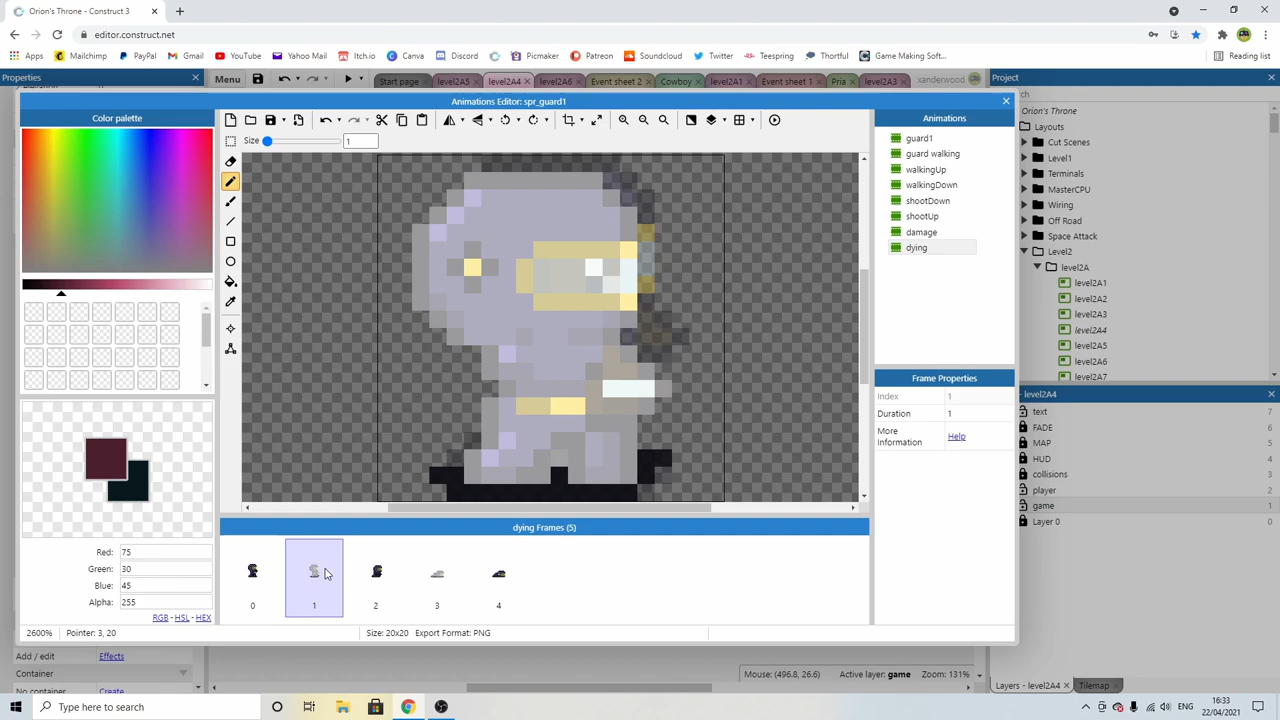 Orion's Throne - Construct 3
editor.construct.net
Apps
Mailchimp
PayPal
Gmail
YouTube
Yahoo Mail
Itch.io
Canva
Discord
Picmaker
Patreon
Soundcloud
Twitter
Teespring
Thortful
Game Making Soft...
Reading list
Properties
Menu
Start page
level2A5
level2A4
level2A6
Event sheet 2
Cowboy
level2A1
Event sheet 1
Pria
level2A3
xanderwood
Project
Animations Editor: spr_guard1
Color palette
Size
1
Animations
guard1
guard walking
walkingUp
walkingDown
shootDown
shootUp
damage
dying
Orion's Throne
Layouts
Cut Scenes
Level1
Terminals
MasterCPU
Wiring
Off Road
Space Attack
Level2
level2A
level2A1
level2A2
level2A3
level2A4
level2A5
level2A6
level2A7
Frame Properties
Index 1
Duration 1
More Information
Help
level2A4
text 7
FADE 6
MAP 5
HUD 4
collisions 3
player 2
game 1
Layer 0
Red: 75
Green: 30
Blue: 45
Alpha: 255
RGB - HSL - HEX
dying Frames (5)
0
1
2
3
4
2600%
Pointer: 3, 20
Size: 20x20 Export Format: PNG
Add / edit
Effects
Container
No container
Create
Mouse: (496.8, 26.6)
Active layer: game
Zoom: 131%
Layers - level2A4
Tilemap
Type here to search
ENG
16:33
22/04/2021